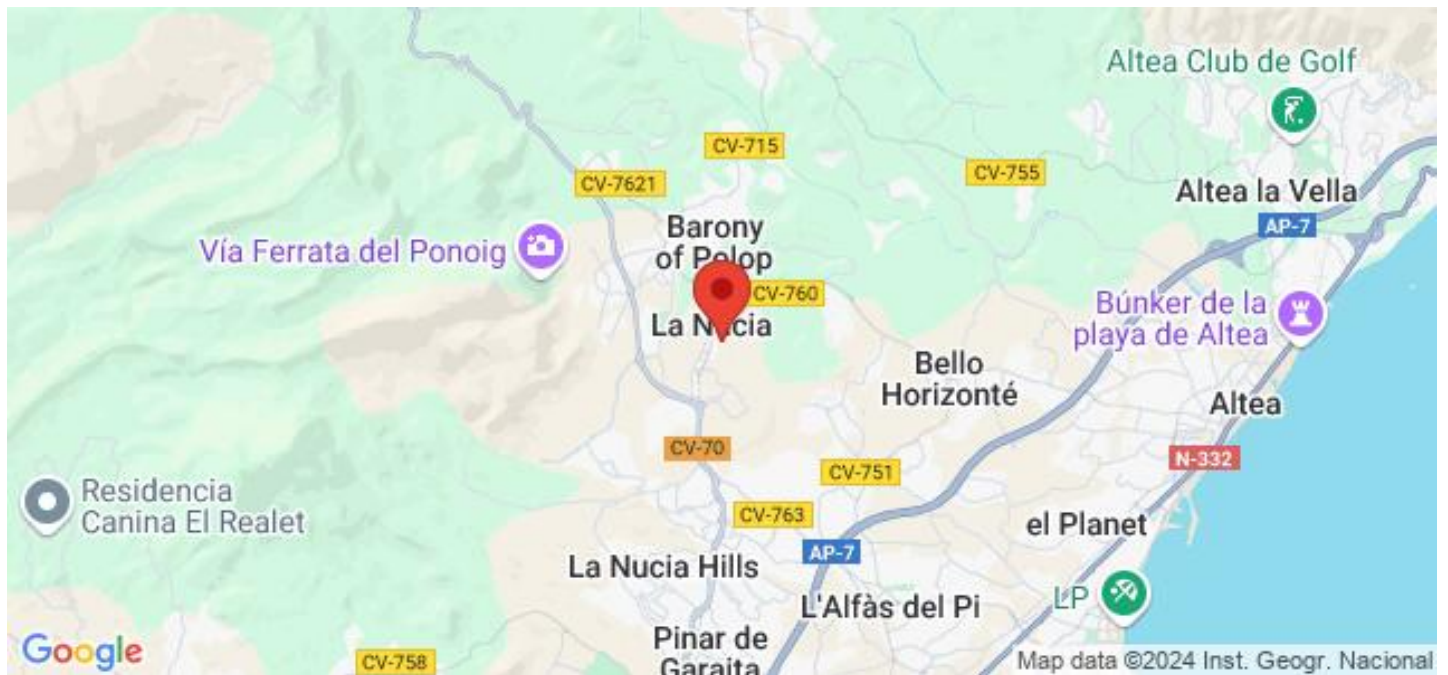 Altea Club de Golf
CV-715
CV-755
CV-7621
Altea la Vella
AP-7
Barony
of Polop
Vía Ferrata del Ponoig
CV-760
Búnker de la
playa de Altea
La Nucia
Bello
Horizonté
Altea
CV-70
N-332
CV-751
Residencia
Canina El Realet
CV-763
el Planet
AP-7
La Nucia Hills
LP
L'Alfàs del Pi
Pinar de
Garaita
Google
CV-758
Map data ©2024 Inst. Geogr. Nacional